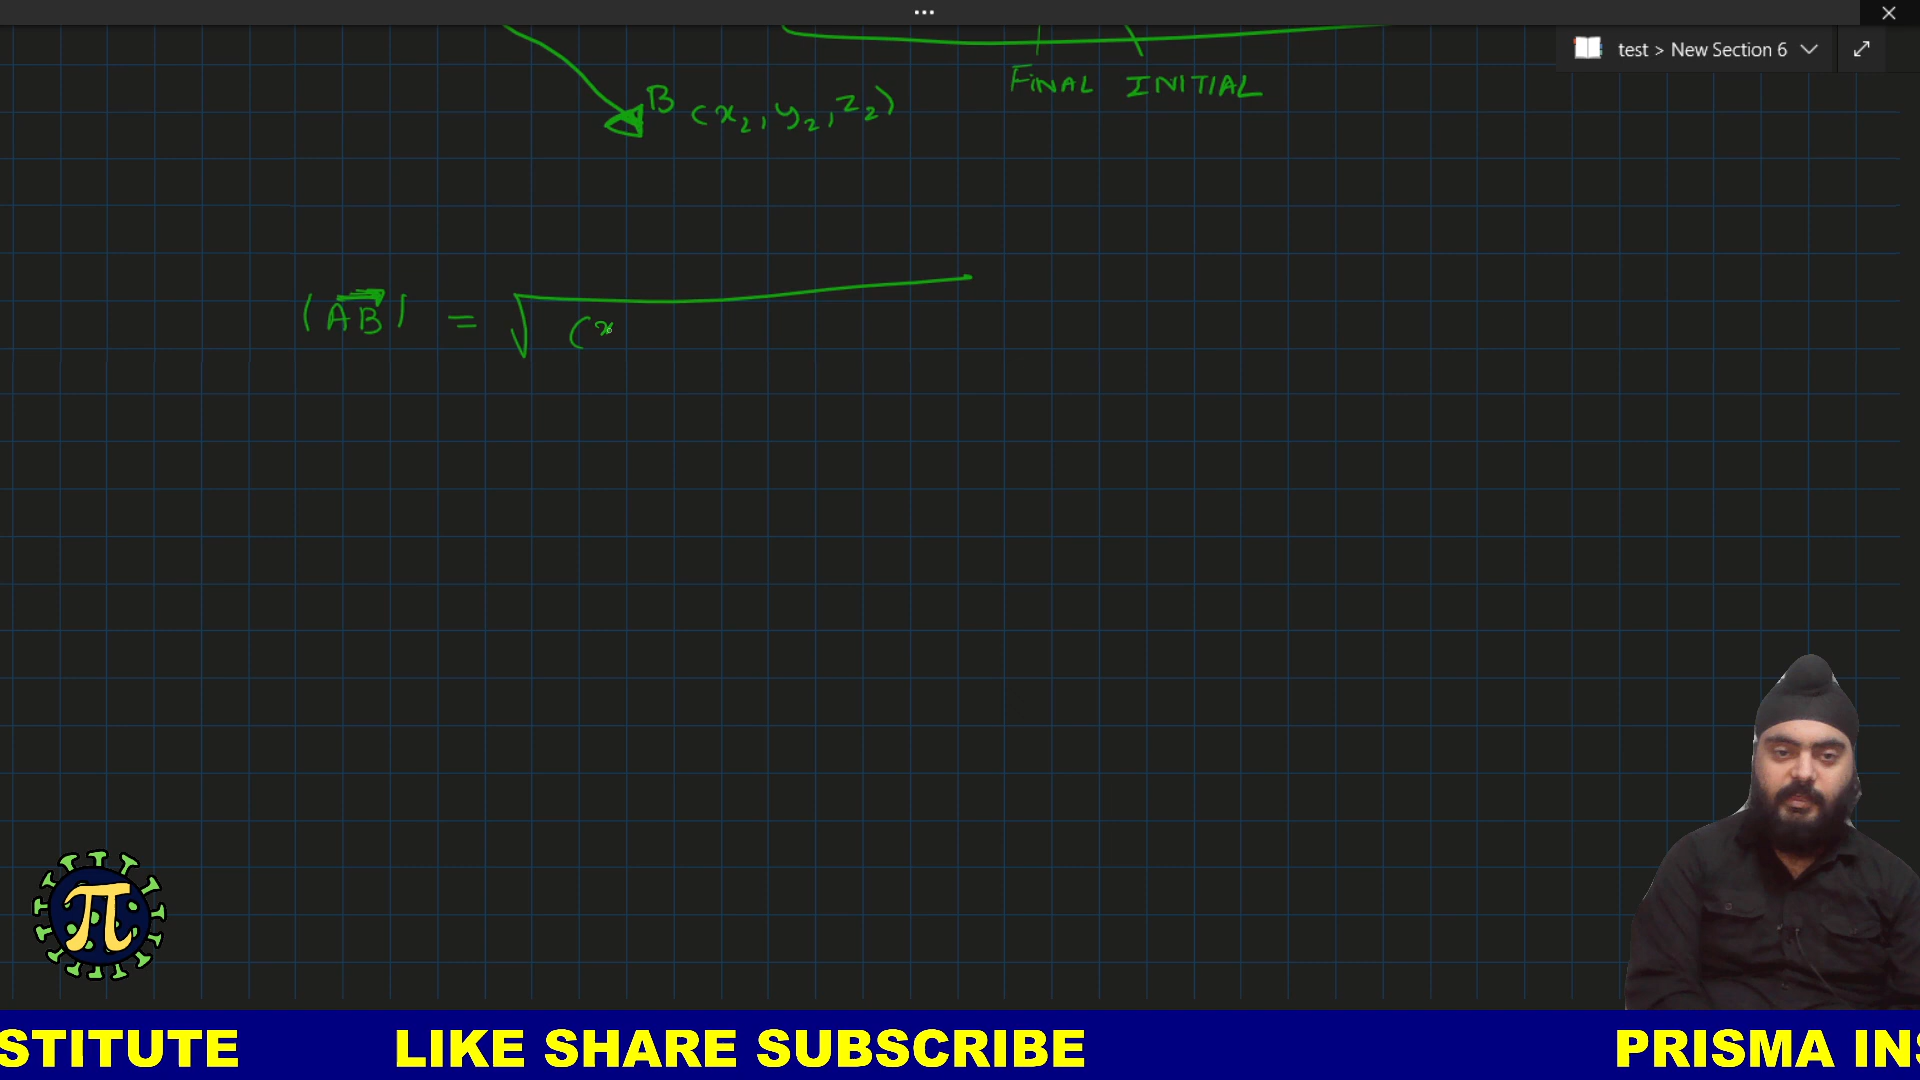 test > New Section 6
FINAL INITIAL
B (x₂, y₂, z₂)
|AB⃗| = √(x
π
STITUTE LIKE SHARE SUBSCRIBE PRISMA INS